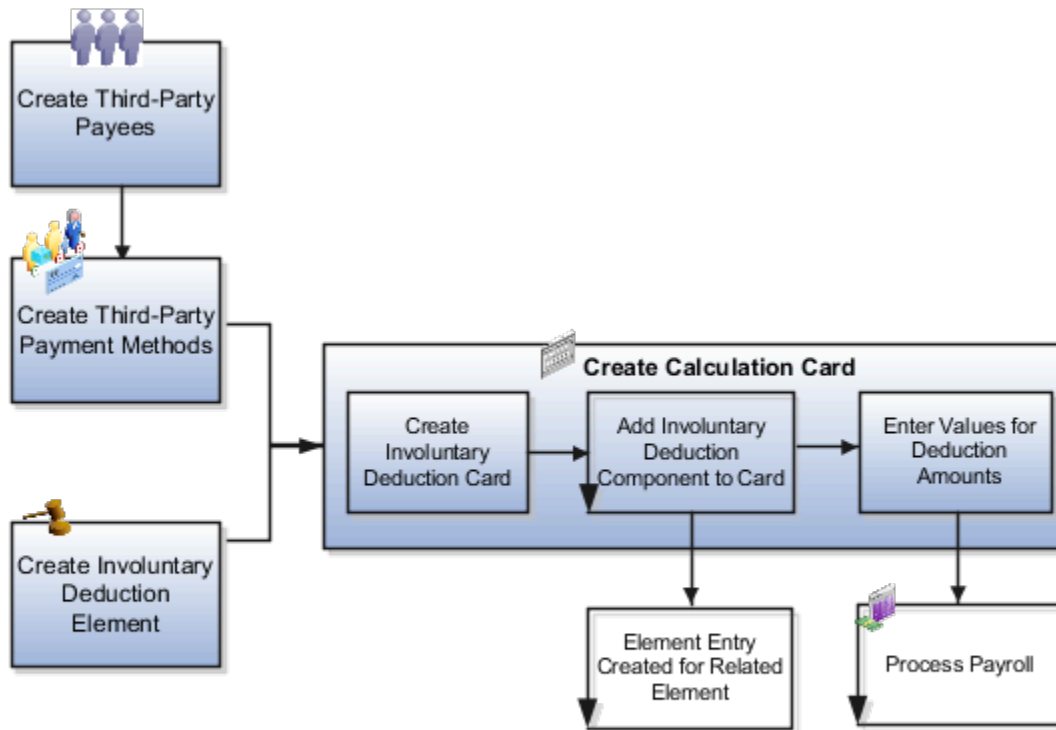 Create Third-Party
Payees
Create Third-Party
Payment Methods
Create Involuntary
Deduction
Element
Create Calculation Card
Create
Involuntary
Deduction Card
Add Involuntary
Deduction
Component to Card
Enter Values for
Deduction
Amounts
Element Entry
Created for Related
Element
Process Payroll